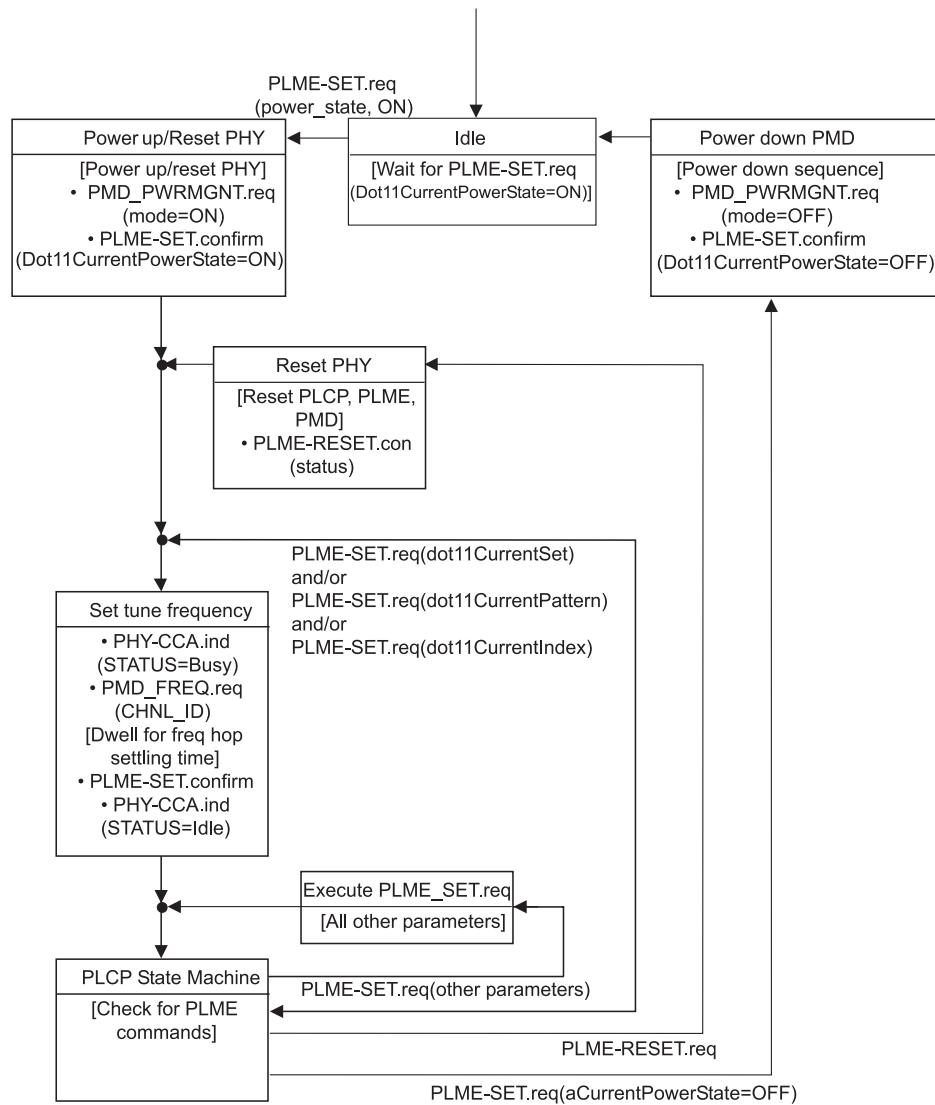 PLME-SET.req
(power_state, ON)
Power up/Reset PHY
[Power up/reset PHY]
• PMD_PWRMGNT.req
(mode=ON)
• PLME-SET.confirm
(Dot11CurrentPowerState=ON)
Idle
[Wait for PLME-SET.req
(Dot11CurrentPowerState=ON)]
Power down PMD
[Power down sequence]
• PMD_PWRMGNT.req
(mode=OFF)
• PLME-SET.confirm
(Dot11CurrentPowerState=OFF)
Reset PHY
[Reset PLCP, PLME,
PMD]
• PLME-RESET.con
(status)
PLME-SET.req(dot11CurrentSet)
and/or
PLME-SET.req(dot11CurrentPattern)
and/or
PLME-SET.req(dot11CurrentIndex)
Set tune frequency
• PHY-CCA.ind
(STATUS=Busy)
• PMD_FREQ.req
(CHNL_ID)
[Dwell for freq hop
settling time]
• PLME-SET.confirm
• PHY-CCA.ind
(STATUS=Idle)
Execute PLME_SET.req
[All other parameters]
PLCP State Machine
[Check for PLME
commands]
PLME-SET.req(other parameters)
PLME-RESET.req
PLME-SET.req(aCurrentPowerState=OFF)